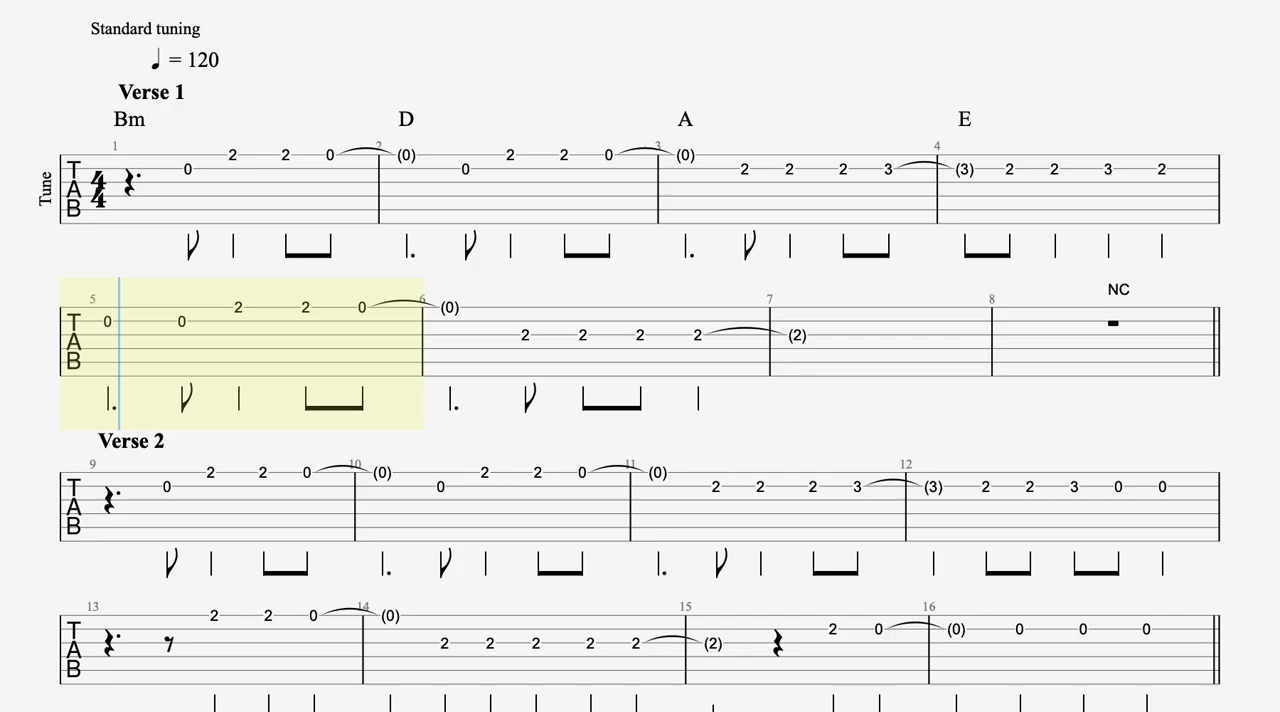 Standard tuning
♩ = 120
Verse 1
Bm D A E
1 2 3 4
Tune TAB 4/4 0 2 2 0 (0) 0 2 2 0 (0) 2 2 2 3 (3) 2 2 3 2
5 6 7 8 NC
TAB 0 0 2 2 0 (0) 2 2 2 2 (2)
Verse 2
9 10 11 12
TAB 0 2 2 0 (0) 0 2 2 0 (0) 2 2 2 3 (3) 2 2 3 0 0
13 14 15 16
TAB 2 2 0 (0) 2 2 2 2 2 (2) 2 0 (0) 0 0 0